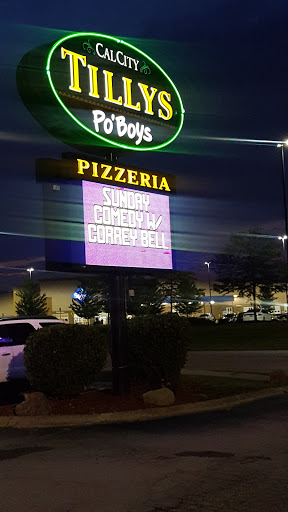 CALCITY
TILLYS
Po'Boys
PIZZERIA
SUNDAY
COMEDY W/
CORREY BELL